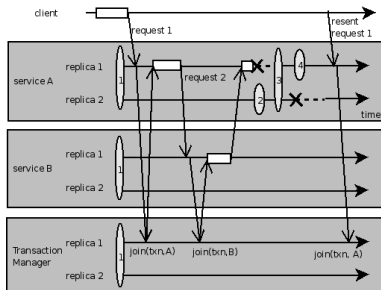 client
request 1
resent
request 1
service A
replica 1
1
request 2
3
4
replica 2
2
time
service B
replica 1
1
replica 2
Transaction
Manager
replica 1
1
join(txn,A)
join(txn,B)
join(txn, A)
replica 2